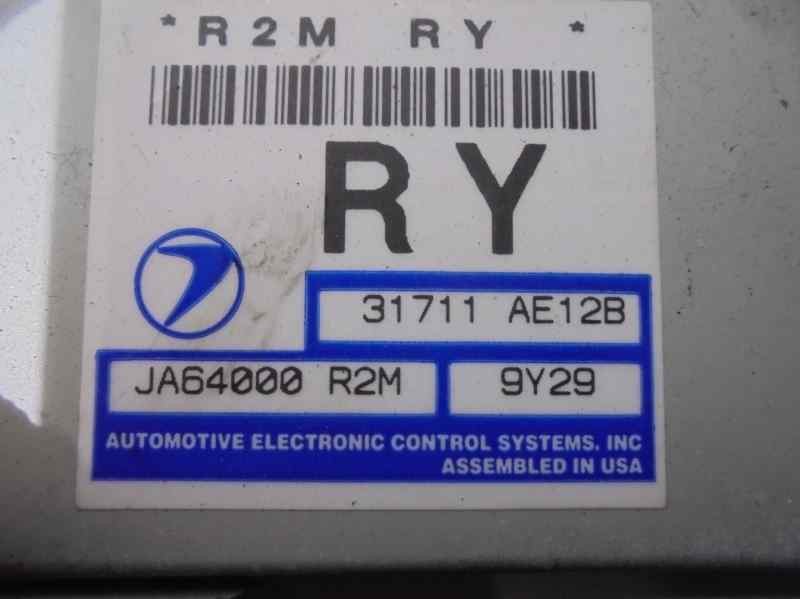 *R2M RY *
RY
31711 AE12B
JA64000 R2M
9Y29
AUTOMOTIVE ELECTRONIC CONTROL SYSTEMS. INC
ASSEMBLED IN USA